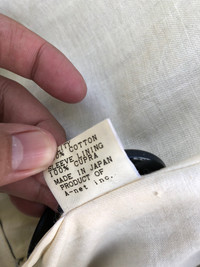 COTTON
SLEEVE LINING
100% CUPRA
MADE IN JAPAN
PRODUCT OF
A-net inc.